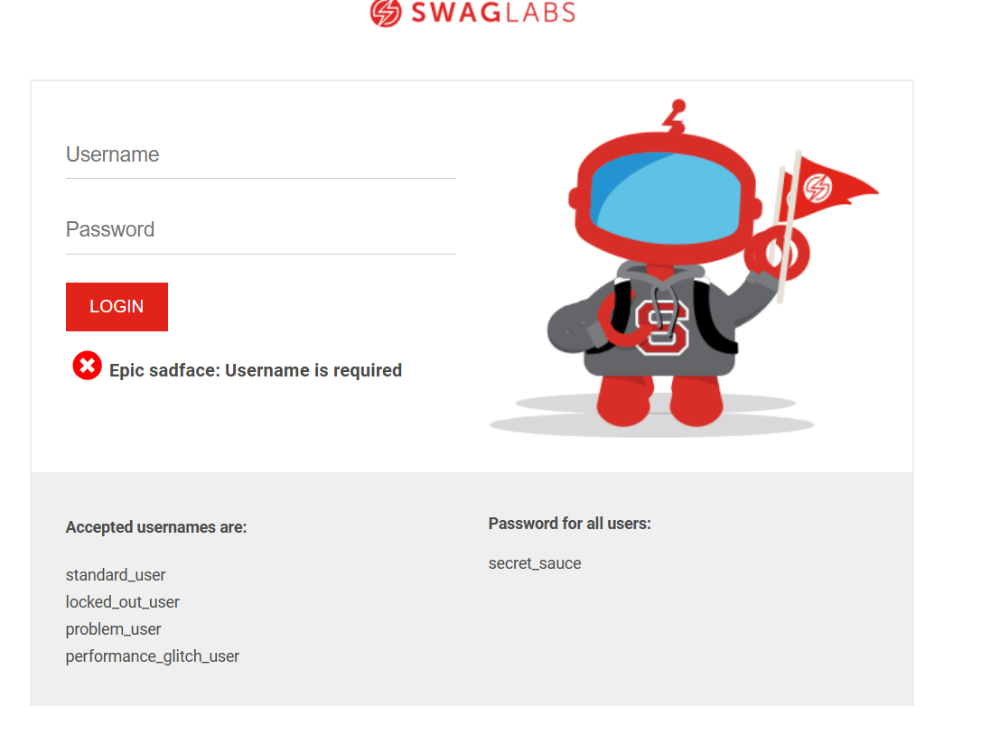 SWAGLABS
Username
Password
LOGIN
Epic sadface: Username is required
S
Accepted usernames are:
standard_user
locked_out_user
problem_user
performance_glitch_user
Password for all users:
secret_sauce